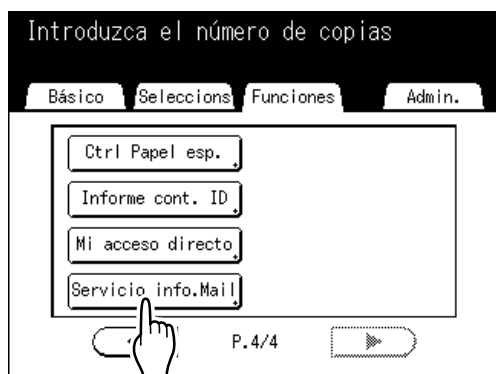 Introduzca el número de copias
Básico Seleccions Funciones Admin.
Ctrl Papel esp.
Informe cont. ID
Mi acceso directo
Servicio info.Mail
P.4/4